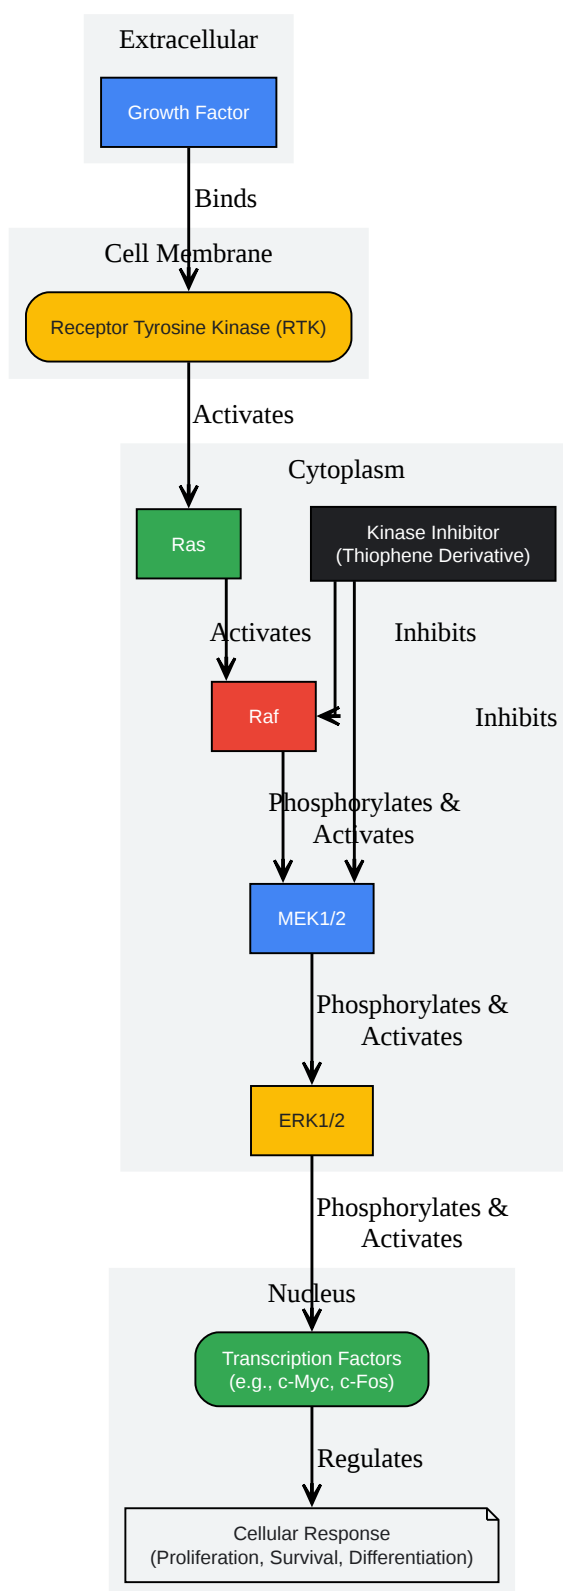 Extracellular
Growth Factor
Binds
Cell Membrane
Receptor Tyrosine Kinase (RTK)
Activates
Cytoplasm
Ras
Kinase Inhibitor
(Thiophene Derivative)
Activates
Inhibits
Raf
Inhibits
Phosphorylates &
Activates
MEK1/2
Phosphorylates &
Activates
ERK1/2
Phosphorylates &
Activates
Nucleus
Transcription Factors
(e.g., c-Myc, c-Fos)
Regulates
Cellular Response
(Proliferation, Survival, Differentiation)